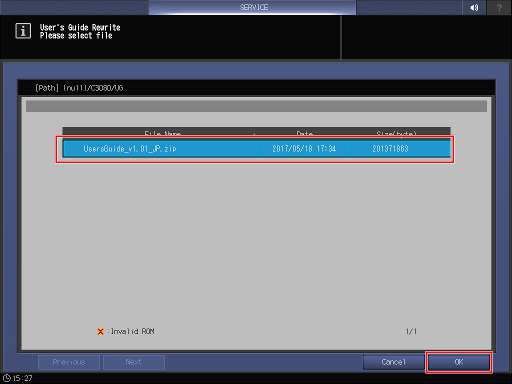 SERVICE
?
User's Guide Rewrite
Please select file
[Path] (null)/C3080/UG
File Name Date Size(byte)
UsersGuide_v1.01_JP.zip 2017/05/18 17:34 201371863
X :Invalid ROM 1/1
Previous Next Cancel OK
15:27